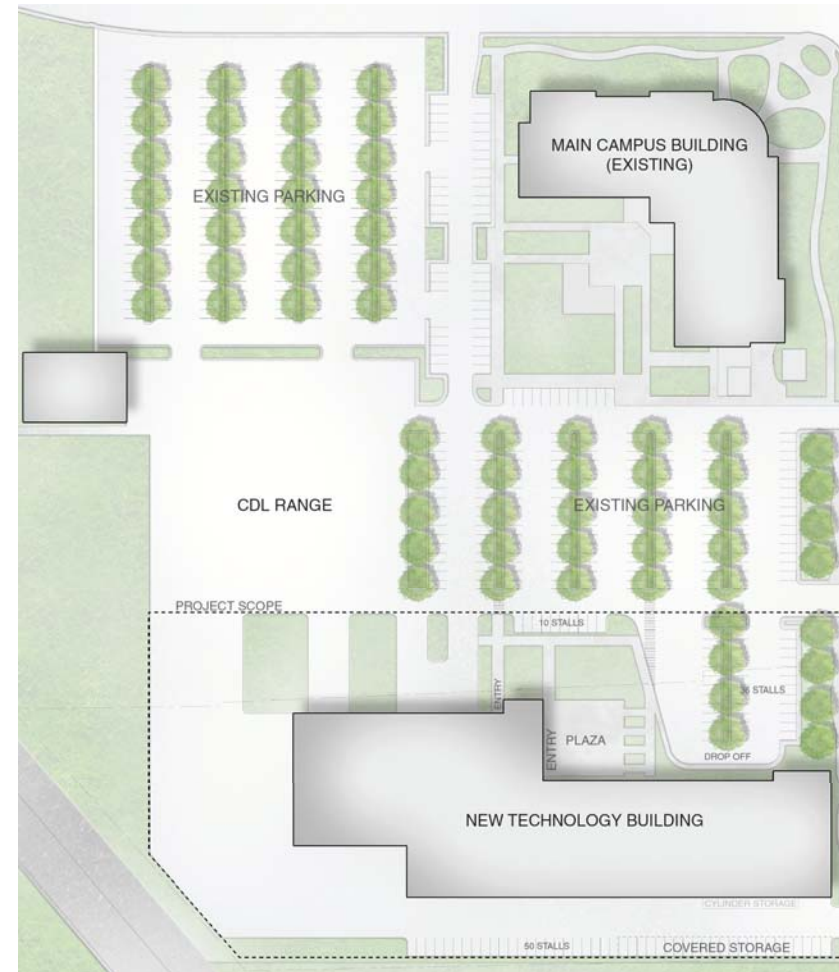 MAIN CAMPUS BUILDING
(EXISTING)
EXISTING PARKING
CDL RANGE
EXISTING PARKING
PROJECT SCOPE
10 STALLS
36 STALLS
ENTRY
ENTRY
PLAZA
DROP OFF
NEW TECHNOLOGY BUILDING
CYLINDER STORAGE
50 STALLS
COVERED STORAGE